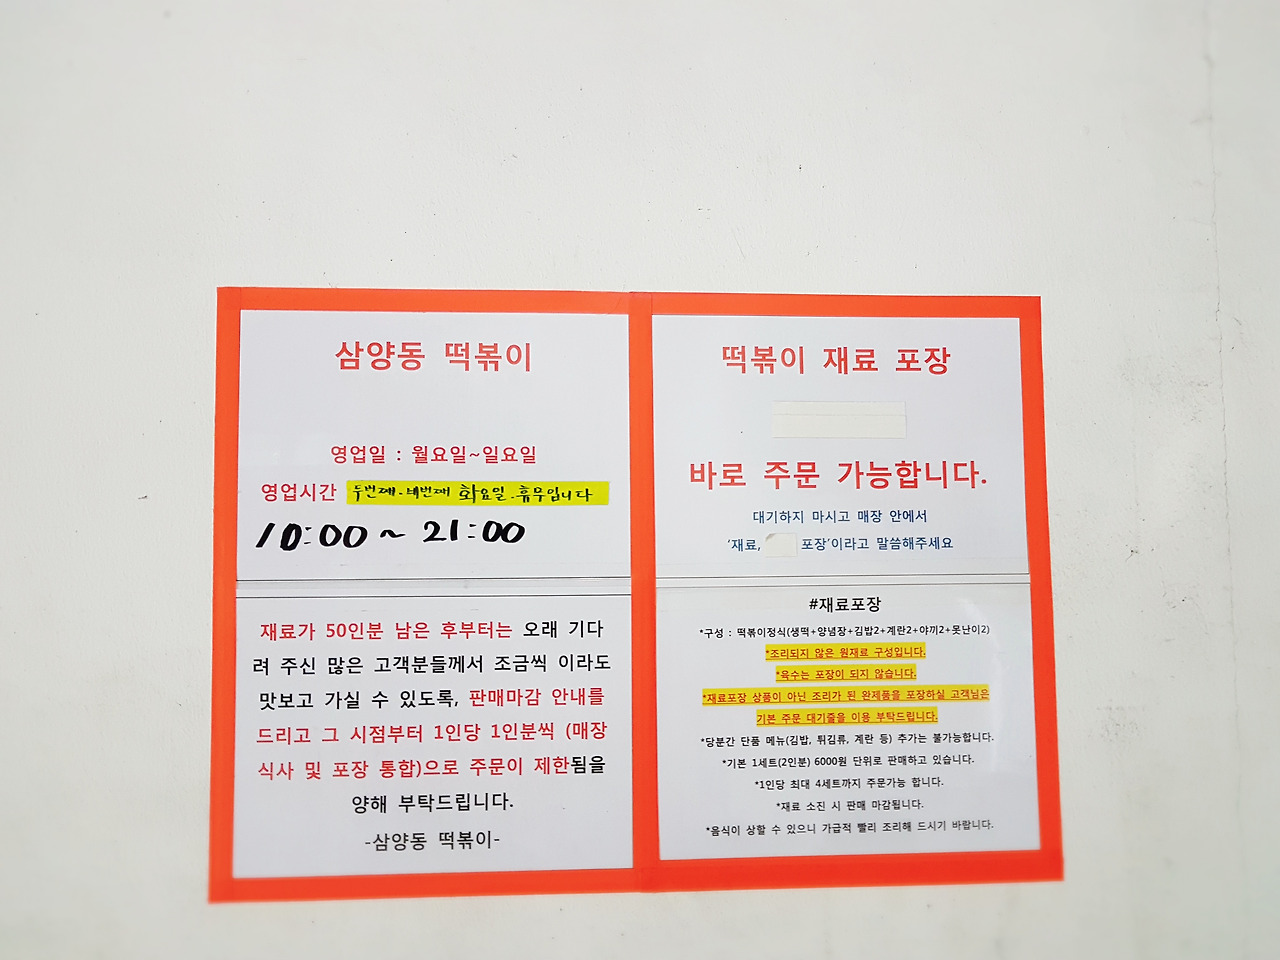 삼양동 떡볶이
영업일 : 월요일~일요일
영업시간 두번째.네번째 화요일.휴무입니다
10:00 ~ 21:00
재료가 50인분 남은 후부터는 오래 기다
려 주신 많은 고객분들께서 조금씩 이라도
맛보고 가실 수 있도록, 판매마감 안내를
드리고 그 시점부터 1인당 1인분씩 (매장
식사 및 포장 통합)으로 주문이 제한됨을
양해 부탁드립니다.
-삼양동 떡볶이-
떡볶이 재료 포장
바로 주문 가능합니다.
대기하지 마시고 매장 안에서
'재료, 포장'이라고 말씀해주세요
#재료포장
*구성 : 떡볶이정식(생떡+양념장+김밥2+계란2+야끼2+못난이2)
*조리되지 않은 원재료 구성입니다.
*육수는 포장이 되지 않습니다.
*재료포장 상품이 아닌 조리가 된 완제품을 포장하실 고객님은
기본 주문 대기줄을 이용 부탁드립니다.
*당분간 단품 메뉴(김밥, 튀김류, 계란 등) 추가는 불가능합니다.
*기본 1세트(2인분) 6000원 단위로 판매하고 있습니다.
*1인당 최대 4세트까지 주문가능 합니다.
*재료 소진 시 판매 마감됩니다.
*음식이 상할 수 있으니 가급적 빨리 조리해 드시기 바랍니다.